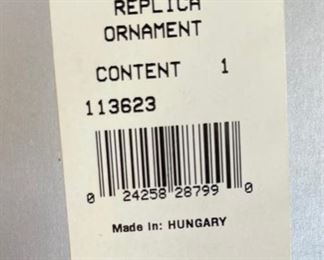 REPLICA
ORNAMENT
CONTENT 1
113623
0 24258 28799 0
Made in: HUNGARY